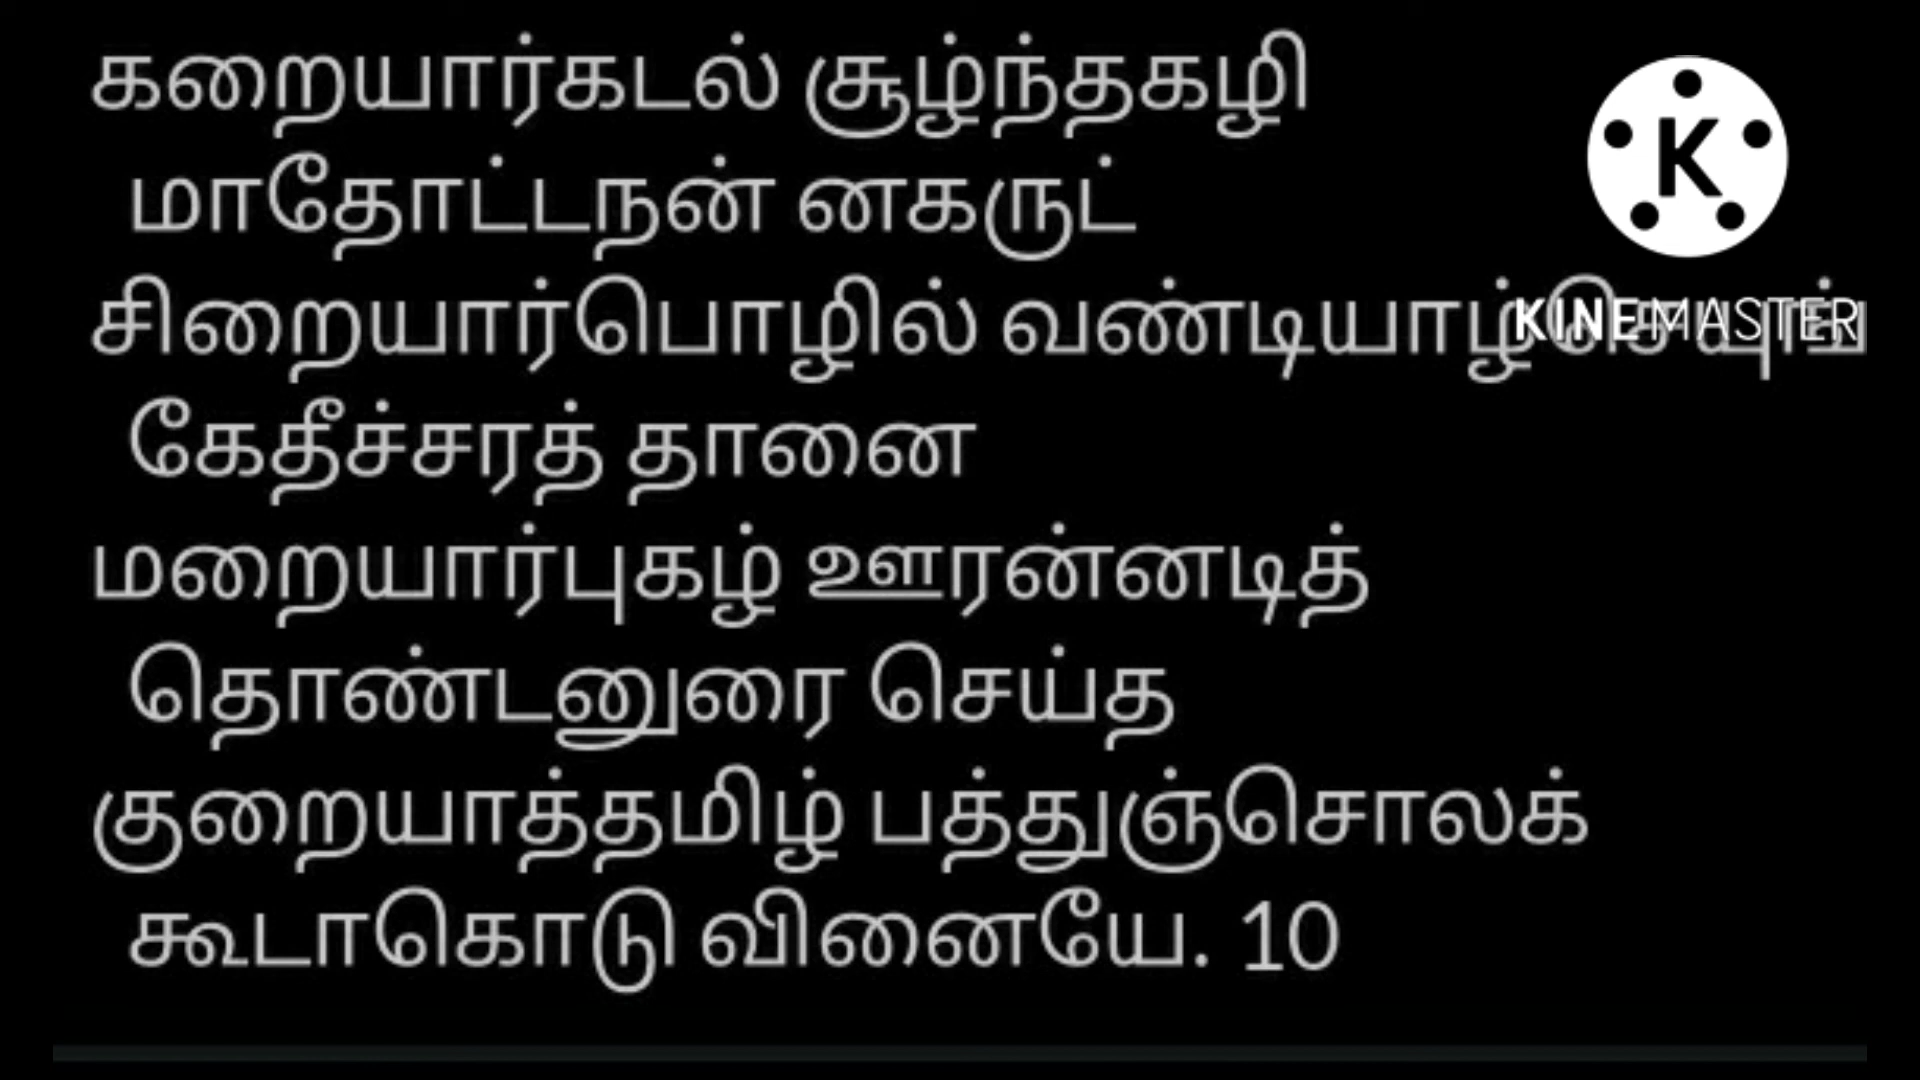 கறையார்கடல் சூழ்ந்தகழி
மாதோட்டநன் னகருட்
சிறையார்பொழில் வண்டியாழ்செயுங்
கேதீச்சரத் தானை
மறையார்புகழ் ஊரன்னடித்
தொண்டனுரை செய்த
குறையாத்தமிழ் பத்துஞ்சொலக்
கூடாகொடு வினையே. 10
K
KINEMASTER